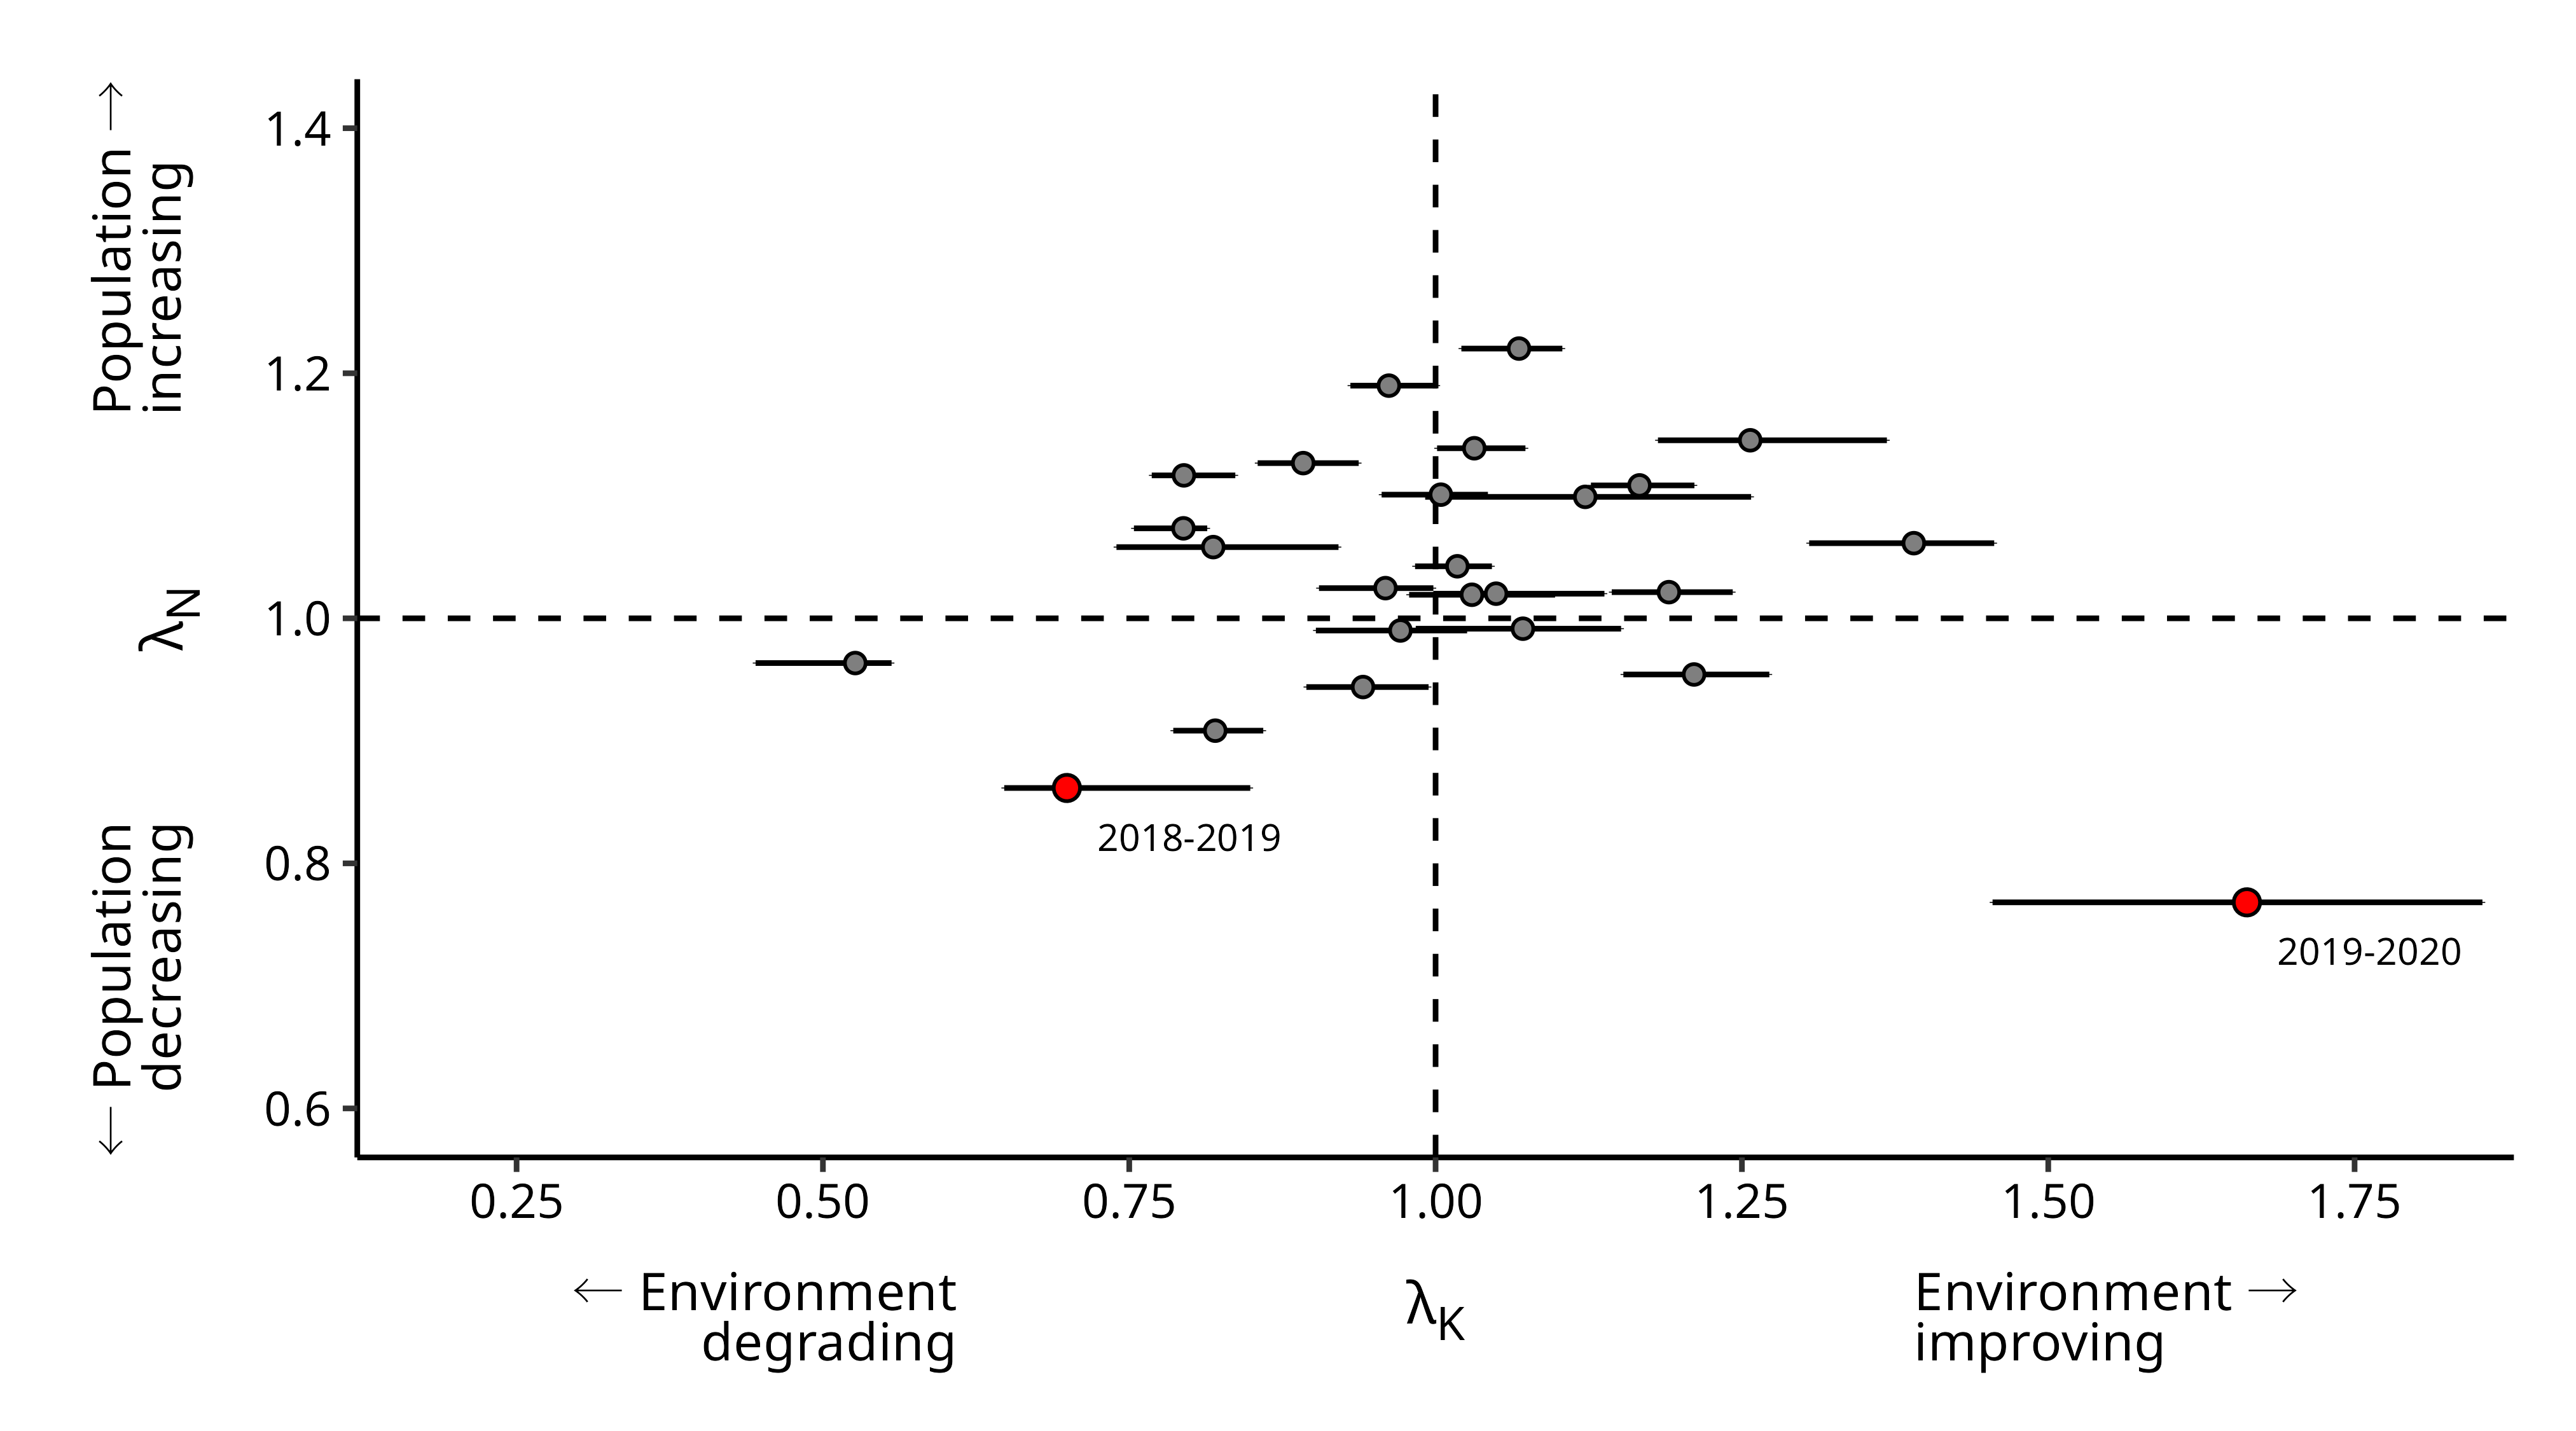 Population →
increasing
λN
← Population
decreasing
1.4
1.2
1.0
0.8
0.6
2018-2019
2019-2020
0.25 0.50 0.75 1.00 1.25 1.50 1.75
← Environment
degrading
λK
Environment →
improving